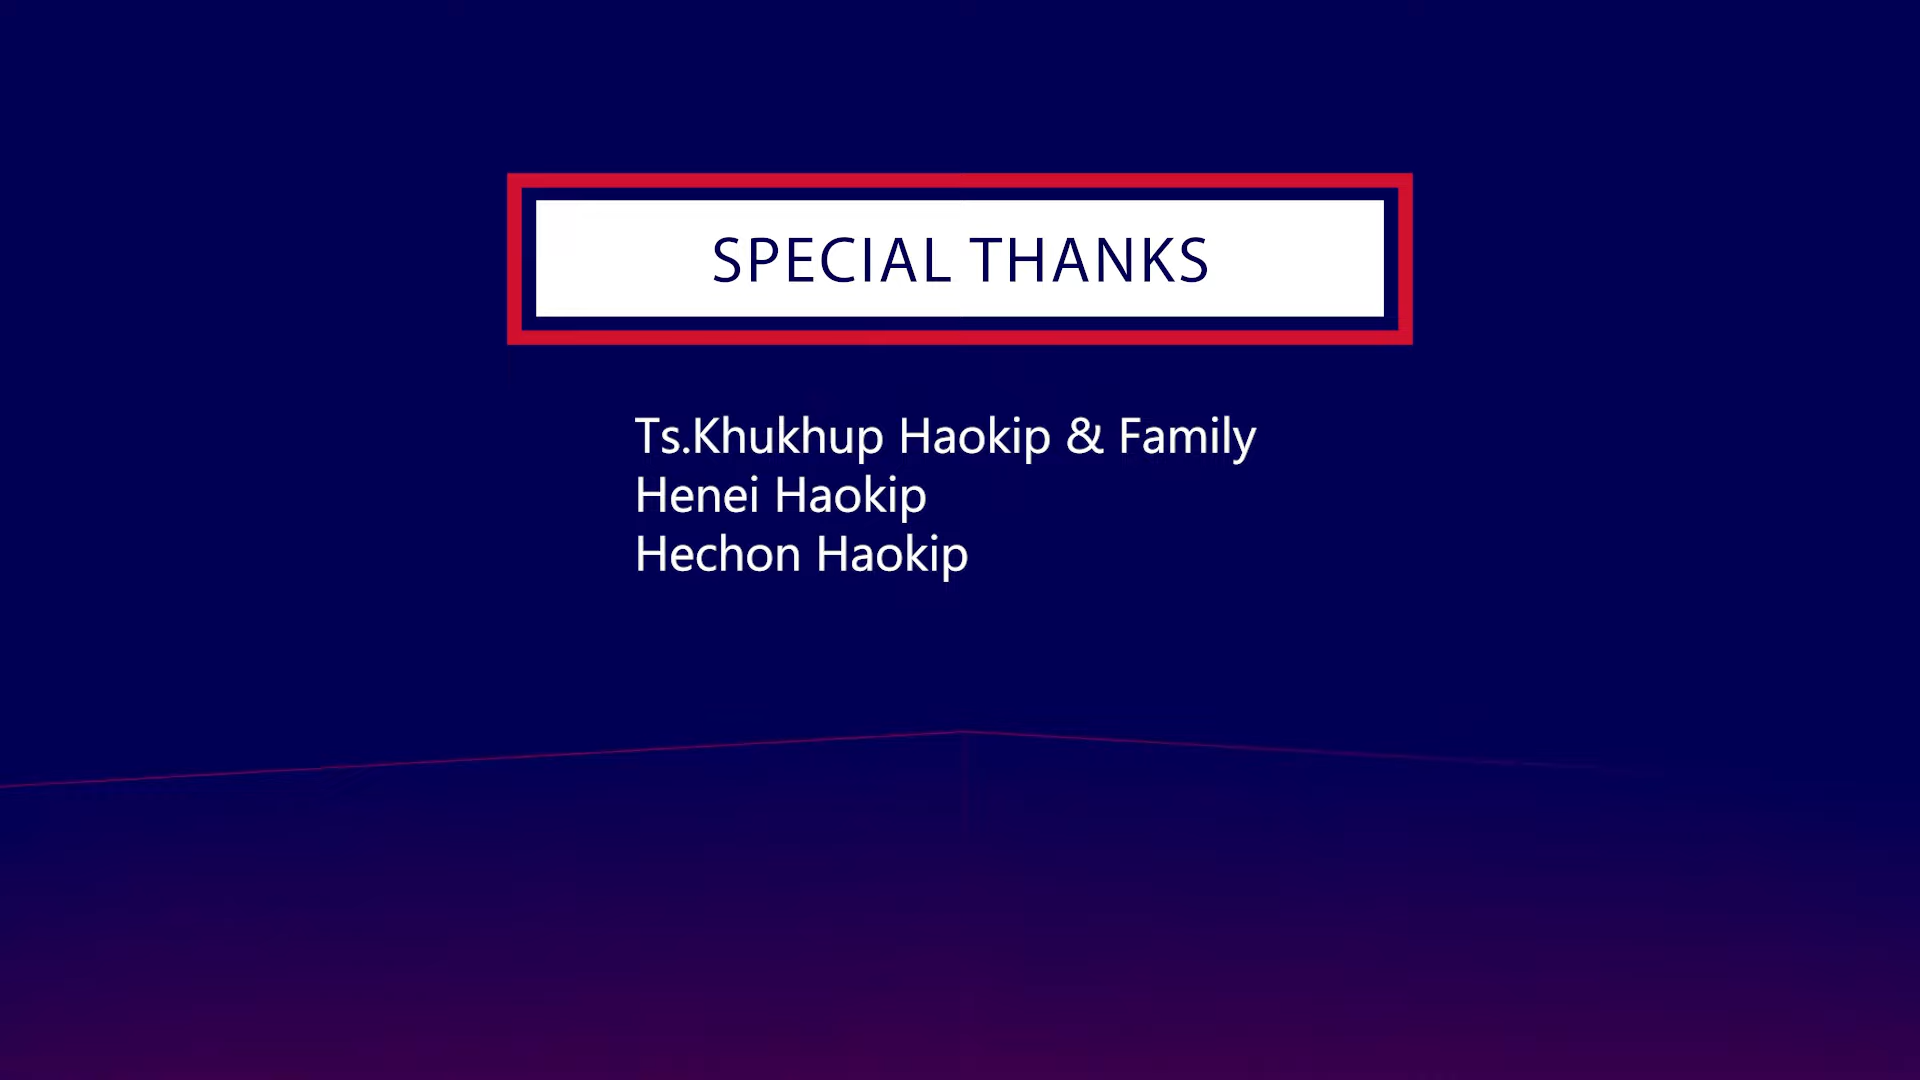 SPECIAL THANKS
Ts.Khukhup Haokip & Family
Henei Haokip
Hechon Haokip